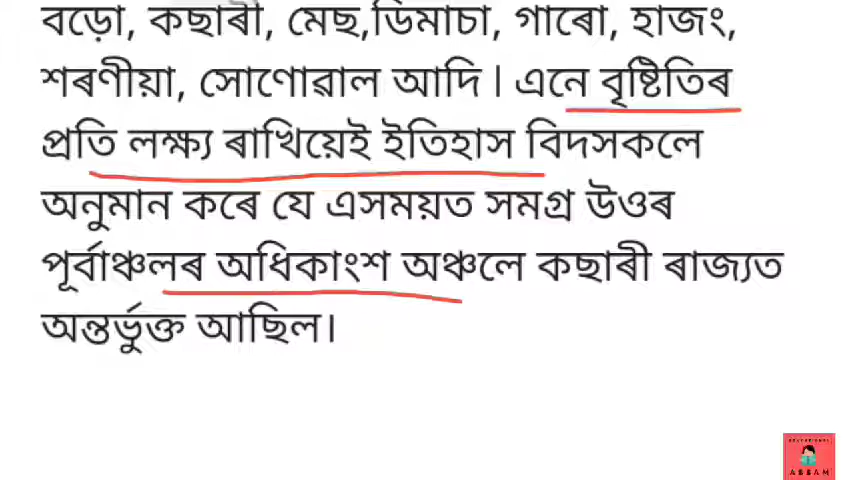 বড়ো, কছাৰী, মেছ,ডিমাচা, গাৰো, হাজং,
শৰণীয়া, সোণোৱাল আদি | এনে বৃষ্টিতিৰ
প্ৰতি লক্ষ্য ৰাখিয়েই ইতিহাস বিদসকলে
অনুমান কৰে যে এসময়ত সমগ্ৰ উওৰ
পূৰ্বাঞ্চলৰ অধিকাংশ অঞ্চলে কছাৰী ৰাজ্যত
অন্তৰ্ভুক্ত আছিল।
ASSAM